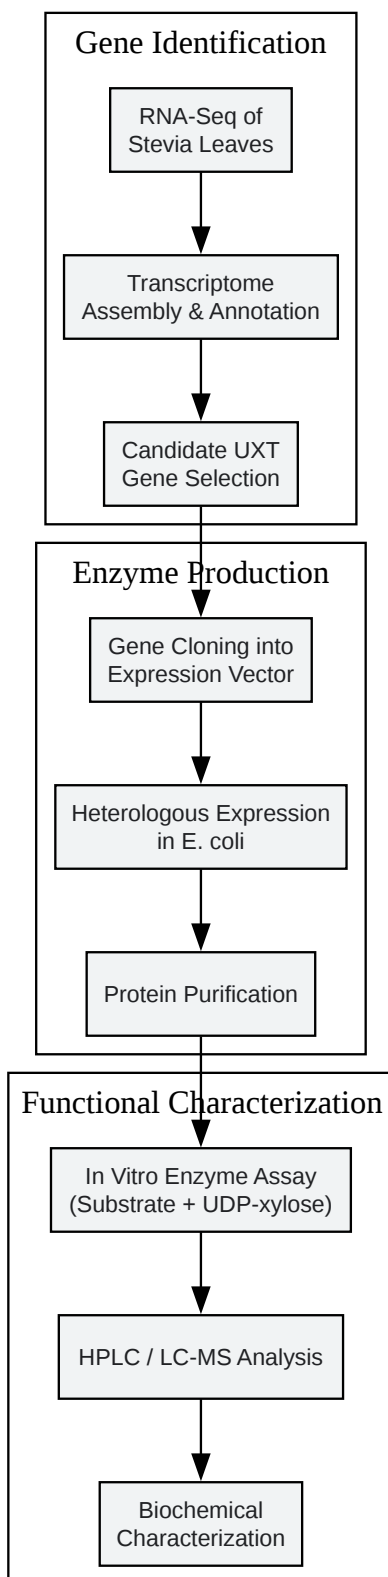 Gene Identification
RNA-Seq of
Stevia Leaves
Transcriptome
Assembly & Annotation
Candidate UXT
Gene Selection
Enzyme Production
Gene Cloning into
Expression Vector
Heterologous Expression
in E. coli
Protein Purification
Functional Characterization
In Vitro Enzyme Assay
(Substrate + UDP-xylose)
HPLC / LC-MS Analysis
Biochemical
Characterization